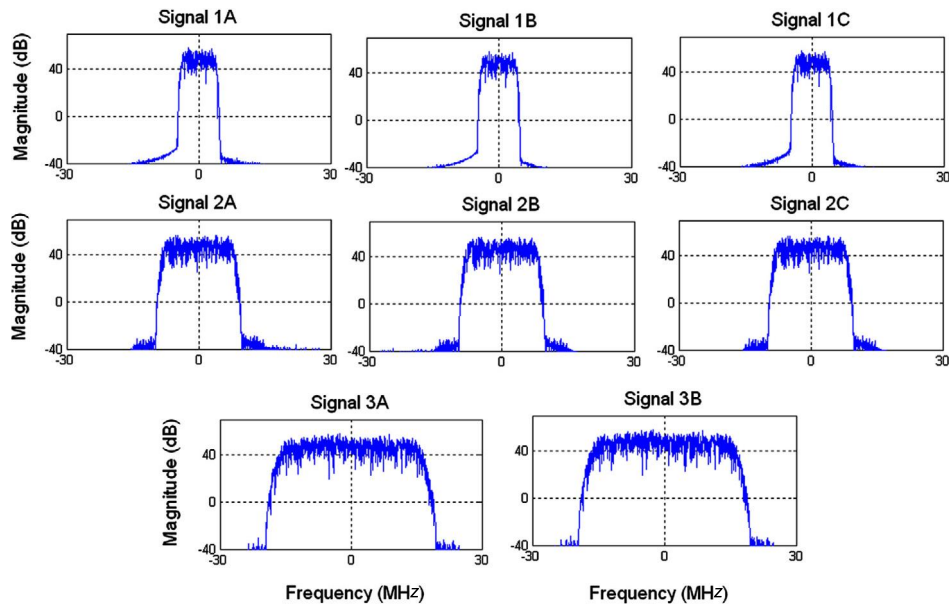 Signal 1A Signal 1B Signal 1C
Magnitude (dB)
40 40 40
0 0 0
-40 -40 -40
-30 0 30 -30 0 30 -30 0 30
Signal 2A Signal 2B Signal 2C
Magnitude (dB)
40 40 40
0 0 0
-40 -40 -40
-30 0 30 -30 0 30 -30 0 30
Signal 3A Signal 3B
Magnitude (dB)
40 40
0 0
-40 -40
-30 0 30 -30 0 30
Frequency (MHz) Frequency (MHz)